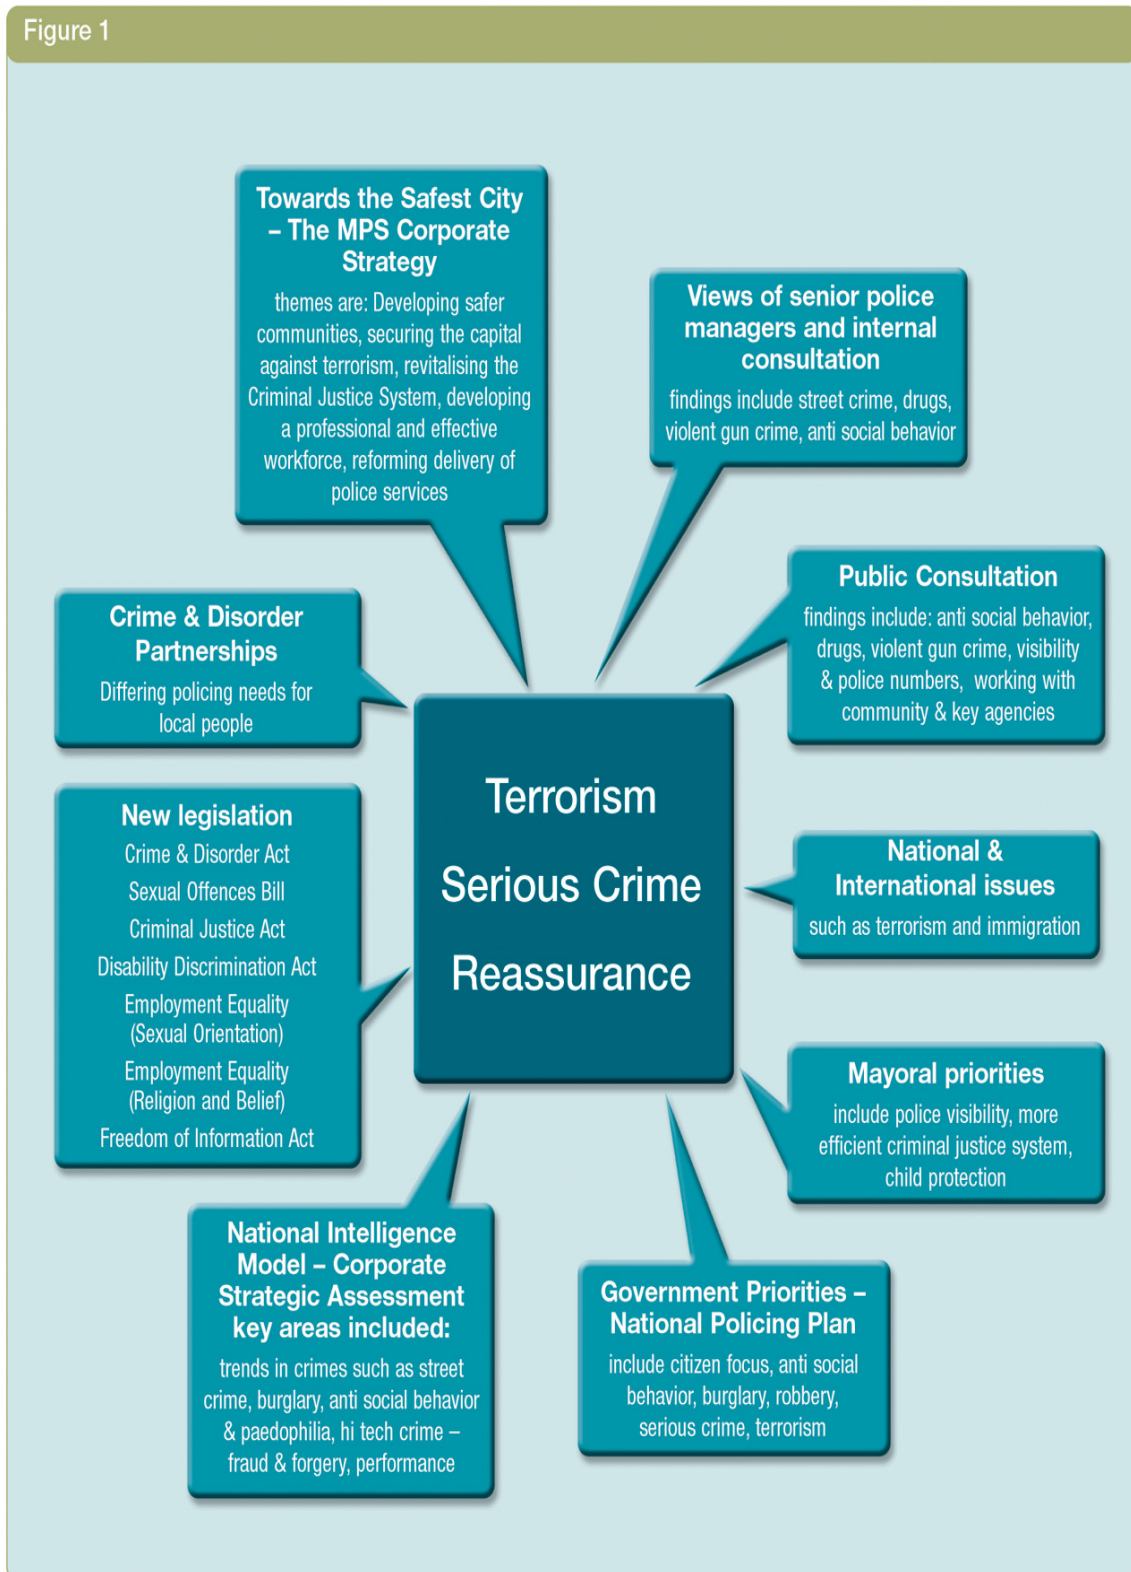 Figure 1
Towards the Safest City
– The MPS Corporate
Strategy
themes are: Developing safer
communities, securing the capital
against terrorism, revitalising the
Criminal Justice System, developing
a professional and effective
workforce, reforming delivery of
police services
Views of senior police
managers and internal
consultation
findings include street crime, drugs,
violent gun crime, anti social behavior
Public Consultation
findings include: anti social behavior,
drugs, violent gun crime, visibility
& police numbers, working with
community & key agencies
Crime & Disorder
Partnerships
Differing policing needs for
local people
Terrorism
Serious Crime
Reassurance
New legislation
Crime & Disorder Act
Sexual Offences Bill
Criminal Justice Act
Disability Discrimination Act
Employment Equality
(Sexual Orientation)
Employment Equality
(Religion and Belief)
Freedom of Information Act
National &
International issues
such as terrorism and immigration
Mayoral priorities
include police visibility, more
efficient criminal justice system,
child protection
National Intelligence
Model – Corporate
Strategic Assessment
key areas included:
trends in crimes such as street
crime, burglary, anti social behavior
& paedophilia, hi tech crime –
fraud & forgery, performance
Government Priorities –
National Policing Plan
include citizen focus, anti social
behavior, burglary, robbery,
serious crime, terrorism